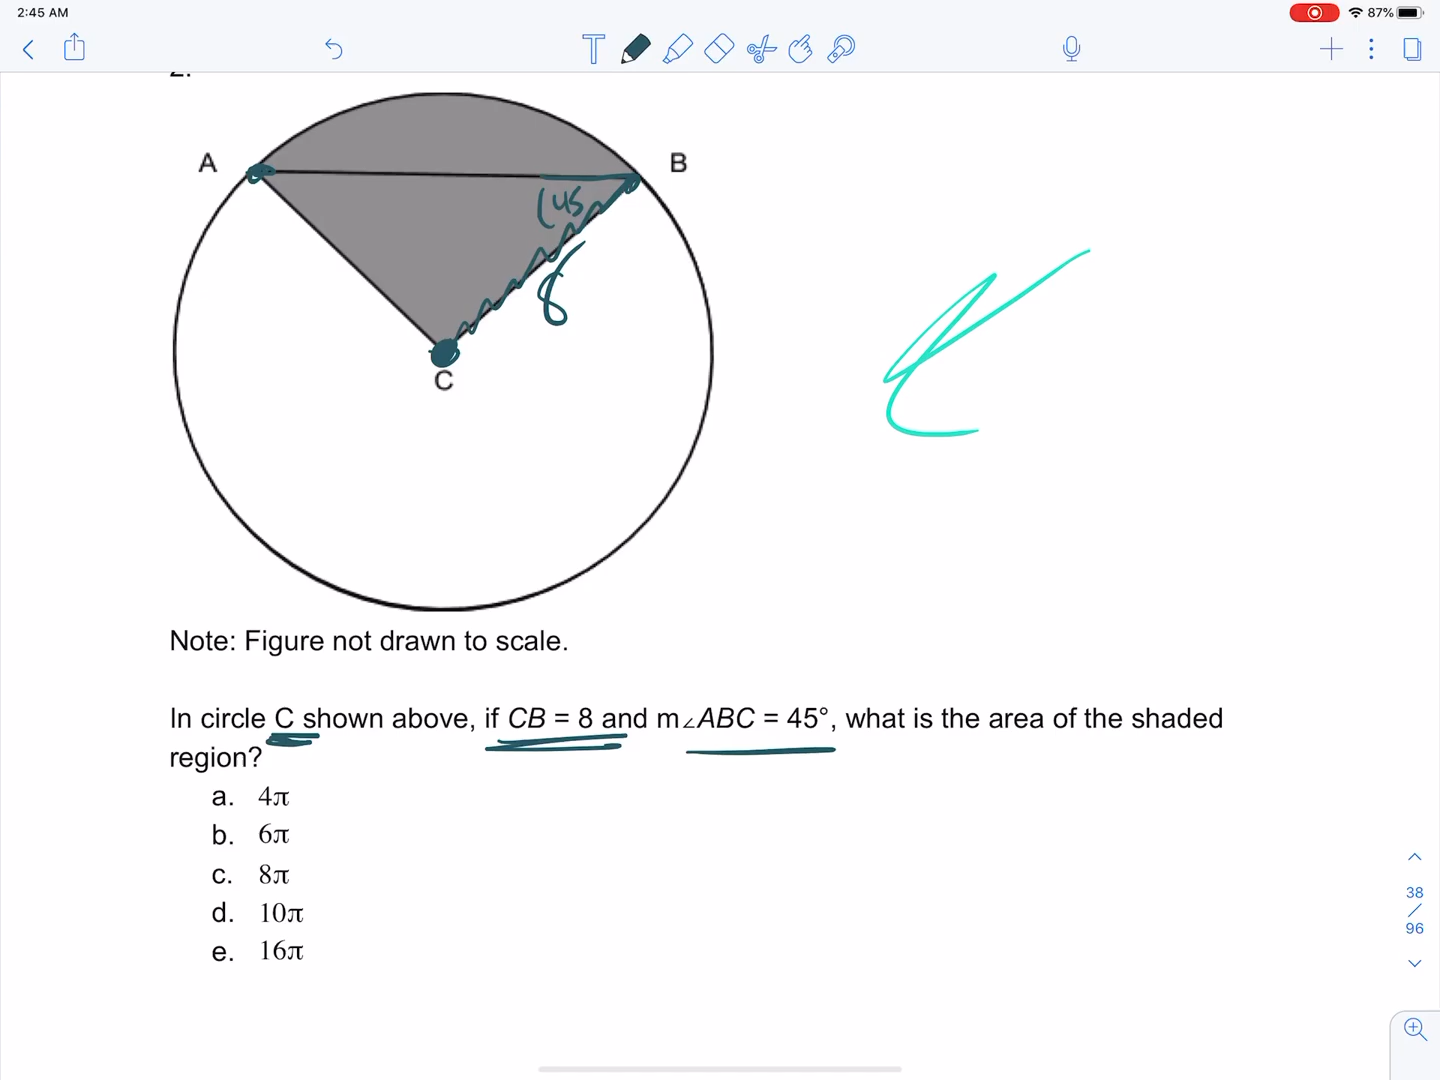 2:45 AM
87%
T
2.
A
B
(45
8
C
Note: Figure not drawn to scale.
In circle C shown above, if CB = 8 and m∠ABC = 45°, what is the area of the shaded
region?
a. 4π
b. 6π
c. 8π
d. 10π
e. 16π
38
/
96